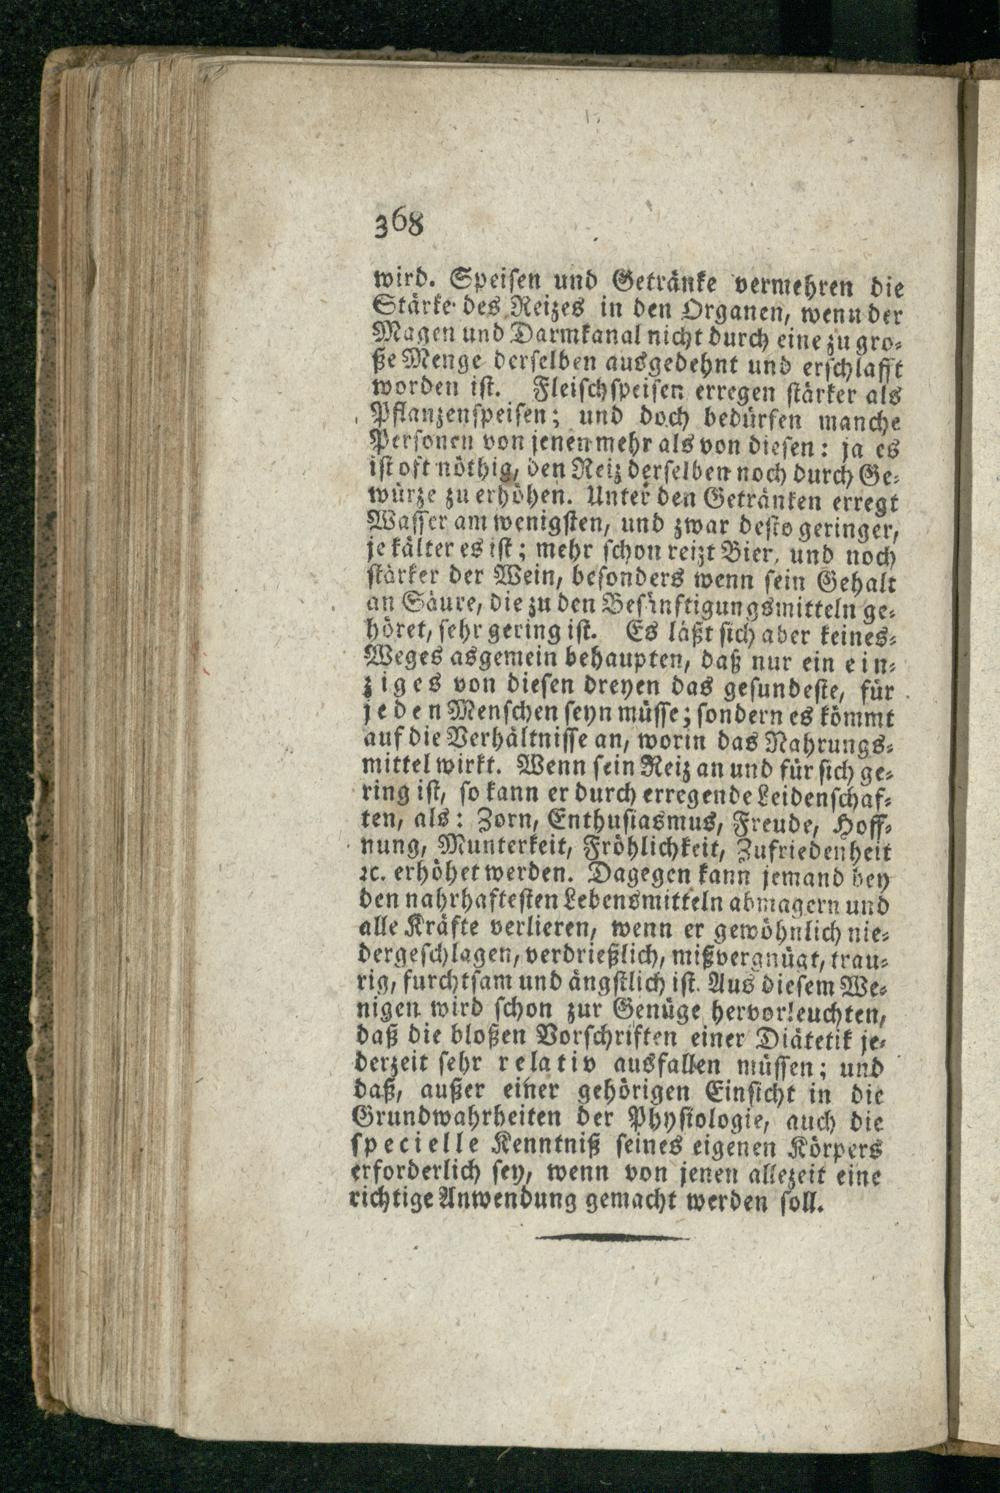 368
wird. Speisen und Getränke vermehren die
Stärke des Reizes in den Organen, wenn der
Magen und Darmkanal nicht durch eine zu gro-
ße Menge derselben ausgedehnt und erschlafft
worden ist. Fleischspeisen erregen stärker als
Pflanzenspeisen; und doch bedürfen manche
Personen von jenen mehr als von diesen: ja es
ist oft nöthig, den Reiz derselben noch durch Ge-
würze zu erhöhen. Unter den Getränken erregt
Wasser am wenigsten, und zwar desto geringer,
je kälter es ist; mehr schon reizt Bier, und noch
stärker der Wein, besonders wenn sein Gehalt
an Säure, die zu den Besänftigungsmitteln ge-
höret, sehr gering ist. Es läßt sich aber keines-
Weges asgemein behaupten, daß nur ein ein-
ziges von diesen dreyen das gesundeste, für
jeden Menschen seyn müsse; sondern es kömmt
auf die Verhältnisse an, worin das Nahrungs-
mittel wirkt. Wenn sein Reiz an und für sich ge-
ring ist, so kann er durch erregende Leidenschaf-
ten, als: Zorn, Enthusiasmus, Freude, Hoff-
nung, Munterkeit, Fröhlichkeit, Zufriedenheit
ꝛc. erhöhet werden. Dagegen kann jemand bey
den nahrhaftesten Lebensmitteln abmagern und
alle Kräfte verlieren, wenn er gewöhnlich nie-
dergeschlagen, verdrießlich, mißvergnügt, trau-
rig, furchtsam und ängstlich ist. Aus diesem We-
nigen wird schon zur Genüge hervorleuchten,
daß die bloßen Vorschriften einer Diätetik je-
derzeit sehr relativ ausfallen müssen; und
daß, außer einer gehörigen Einsicht in die
Grundwahrheiten der Physiologie, auch die
specielle Kenntniß seines eigenen Körpers
erforderlich sey, wenn von jenen allezeit eine
richtige Anwendung gemacht werden soll.